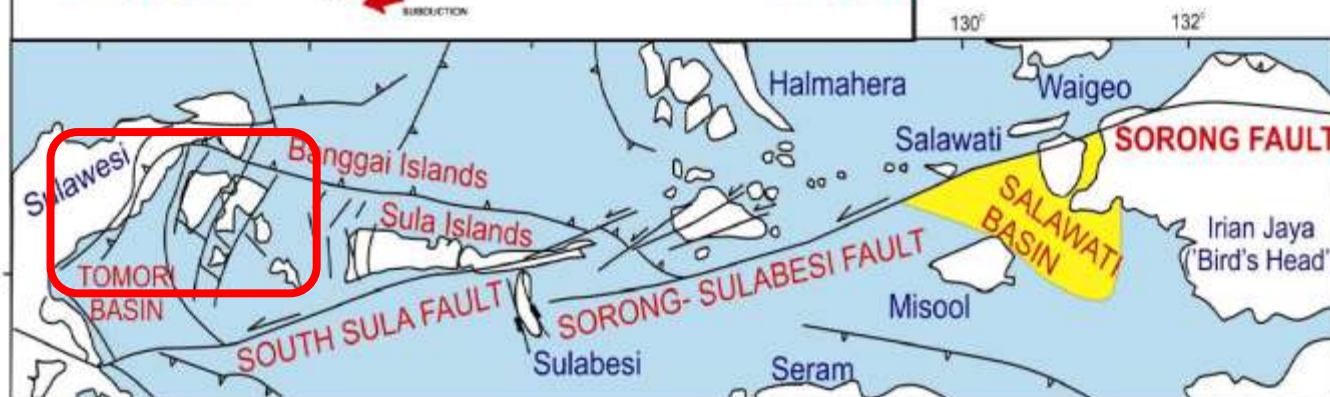 SUBDUCTION
130°
132°
Halmahera
Waigeo
Salawati
SORONG FAULT
Sulawesi
Banggai Islands
Sula Islands
SALAWATI
BASIN
Irian Jaya
'Bird's Head'
TOMORI
BASIN
SOUTH SULA FAULT
SORONG- SULABESI FAULT
Misool
Sulabesi
Seram